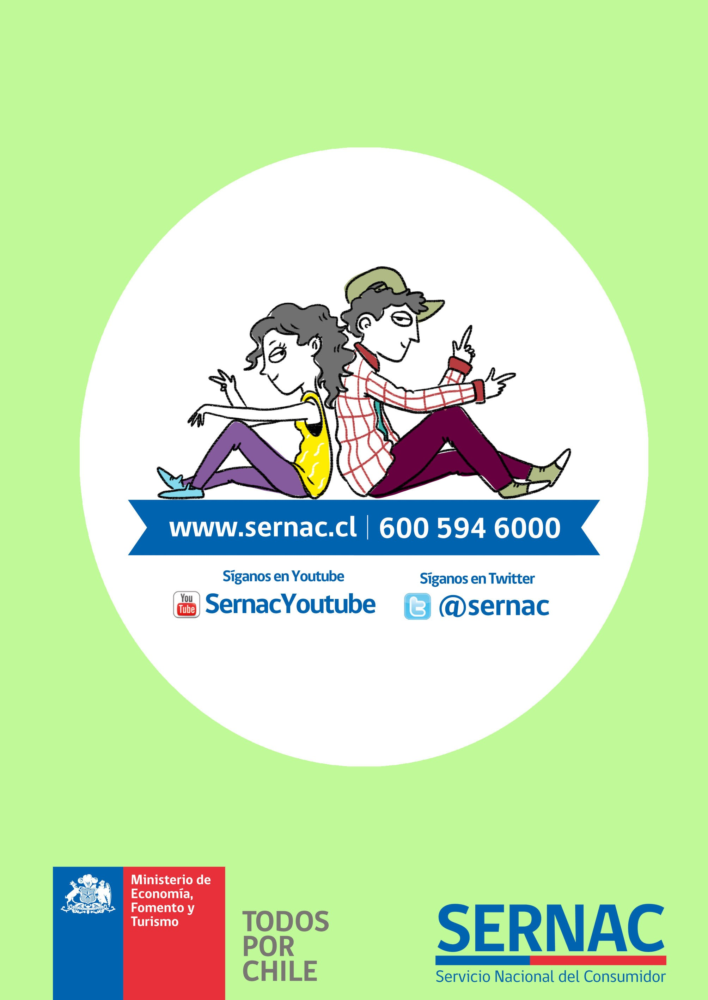 www.sernac.cl | 600 594 6000
Síganos en Youtube
You
Tube
SernacYoutube
Síganos en Twitter
t
@sernac
Ministerio de
Economía,
Fomento y
Turismo
TODOS
POR
CHILE
SERNAC
Servicio Nacional del Consumidor